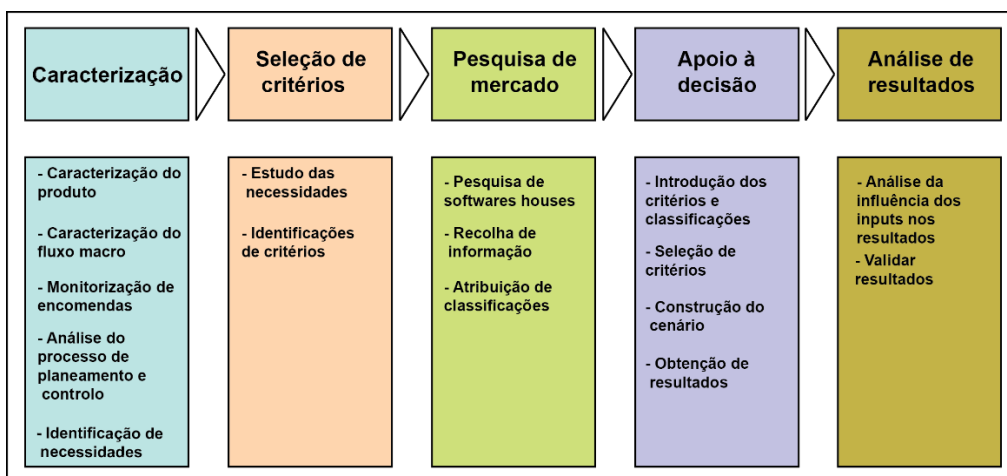 Caracterização
Seleção de
critérios
Pesquisa de
mercado
Apoio à
decisão
Análise de
resultados
- Caracterização do
produto
- Caracterização do
fluxo macro
- Monitorização de
encomendas
- Análise do
processo de
planeamento e
controlo
- Identificação de
necessidades
- Estudo das
necessidades
- Identificações
de critérios
- Pesquisa de
softwares houses
- Recolha de
informação
- Atribuição de
classificações
- Introdução dos
critérios e
classificações
- Seleção de
critérios
- Construção do
cenário
- Obtenção de
resultados
- Análise da
influência dos
inputs nos
resultados
- Validar
resultados